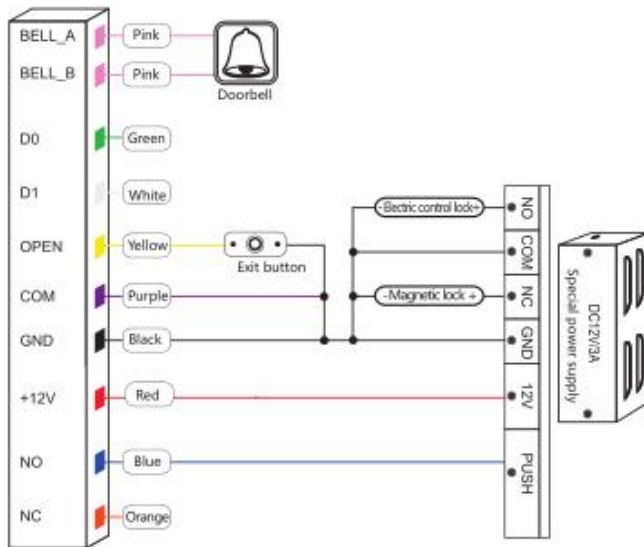 BELL_A
Pink
BELL_B
Pink
Doorbell
D0
Green
D1
White
OPEN
Yellow
Exit button
COM
Purple
GND
Black
+12V
Red
NO
Blue
NC
Orange
- Electric control lock+
-Magnetic lock +
NO
COM
NC
GND
12V
PUSH
DC12V/3A
Special power supply